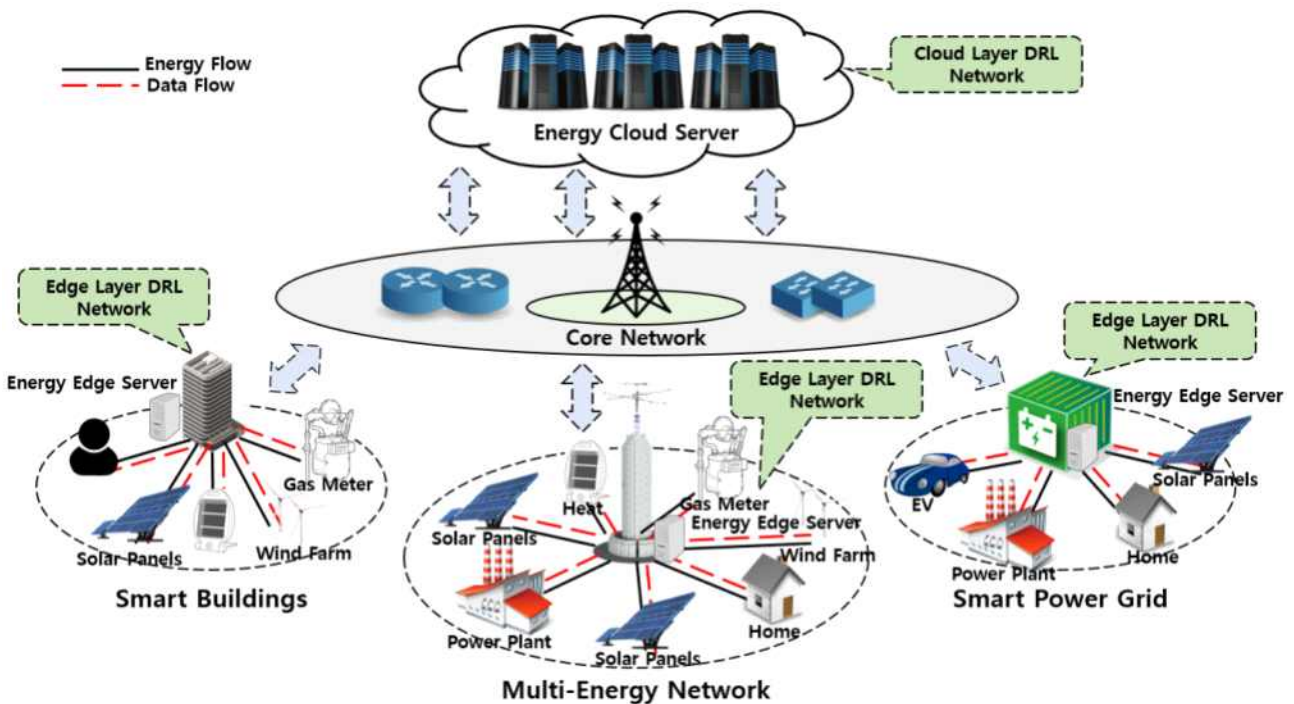 Energy Flow
Data Flow
Cloud Layer DRL
Network
Energy Cloud Server
Core Network
Edge Layer DRL
Network
Energy Edge Server
Gas Meter
Solar Panels
Wind Farm
Smart Buildings
Edge Layer DRL
Network
Heat
Gas Meter
Energy Edge Server
Solar Panels
Wind Farm
Power Plant
Home
Solar Panels
Multi-Energy Network
Edge Layer DRL
Network
Energy Edge Server
Solar Panels
EV
Home
Power Plant
Smart Power Grid